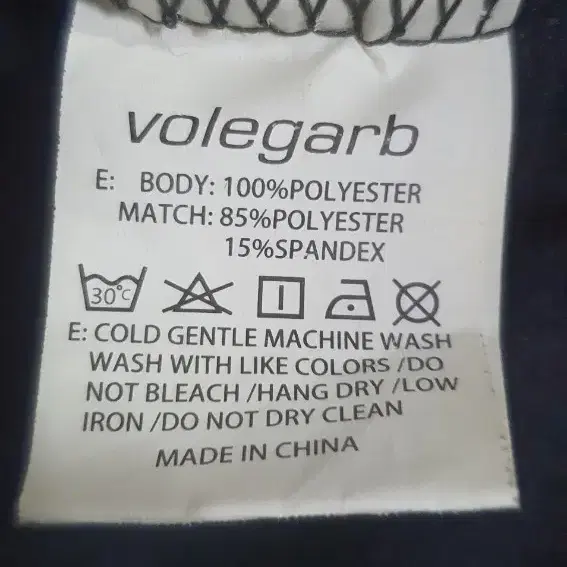 volegarb
E: BODY: 100%POLYESTER
MATCH: 85%POLYESTER
15%SPANDEX
30°C
E: COLD GENTLE MACHINE WASH
WASH WITH LIKE COLORS /DO
NOT BLEACH /HANG DRY /LOW
IRON /DO NOT DRY CLEAN
MADE IN CHINA